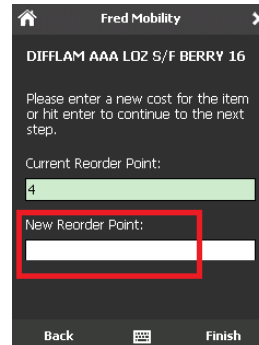 Fred Mobility
DIFFLAM AAA LOZ S/F BERRY 16
Please enter a new cost for the item
or hit enter to continue to the next
step.
Current Reorder Point:
4
New Reorder Point:
Back
Finish